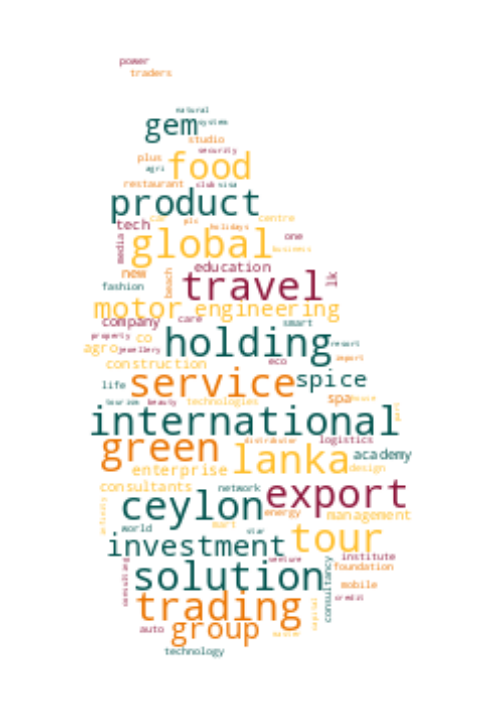 power
traders
natural
gem system
studio
security
plus food
agri
restaurant club visa
product
tech car plc centre
holidays
media global one
business
new beach education
fashion travel lk
motor engineering
company care smart
property co holding resort
agro jewellery import
construction eco
life service spice
tourism beauty technologies spa house
international
green distributor logistics
lanka academy
enterprise design
consultants network export
ceylon energy management
infinity world mart star tour
investment venture institute
consulting solution consultancy foundation
mobile
trading capital credit
auto group
technology